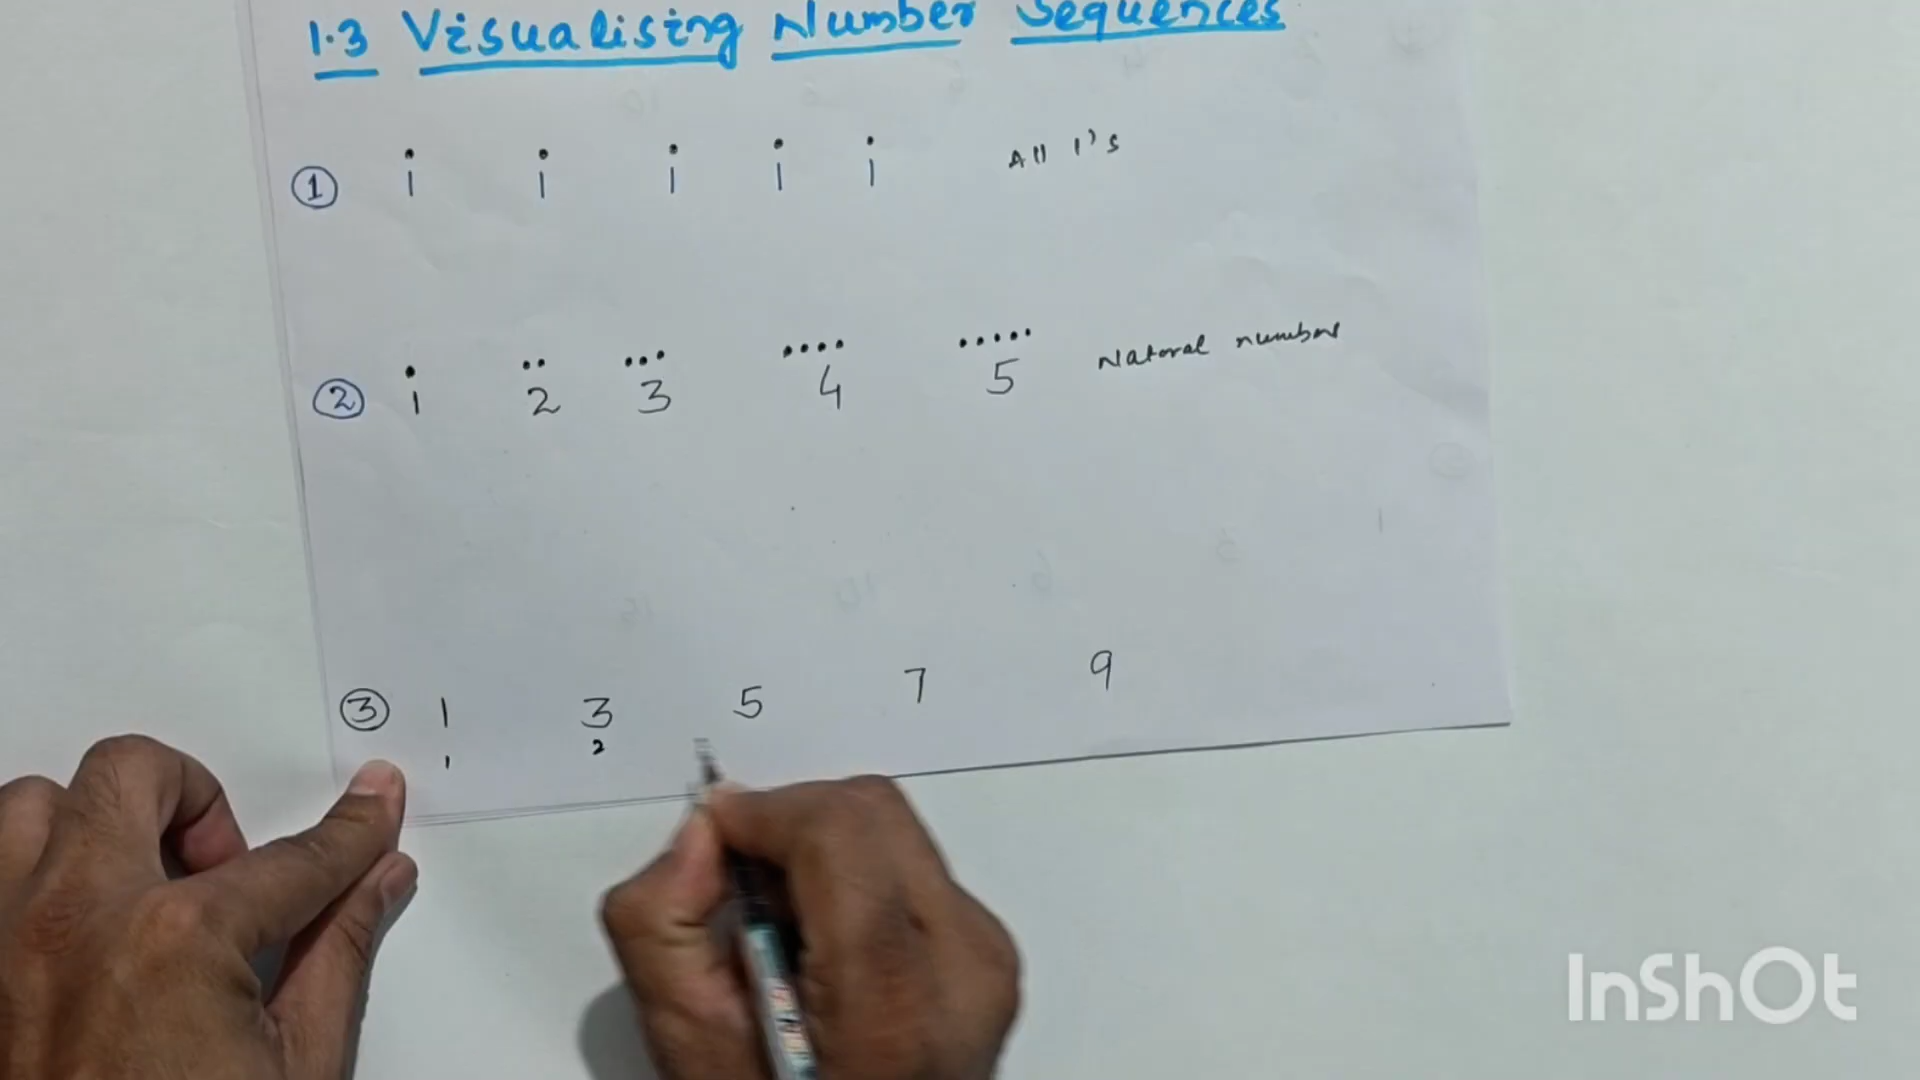 1.3 Visualising Number Sequences
① 1 1 1 1 1 All 1's
② 1 2 3 4 5 Natural numbers
③ 1 3 5 7 9
1 2
InShOt